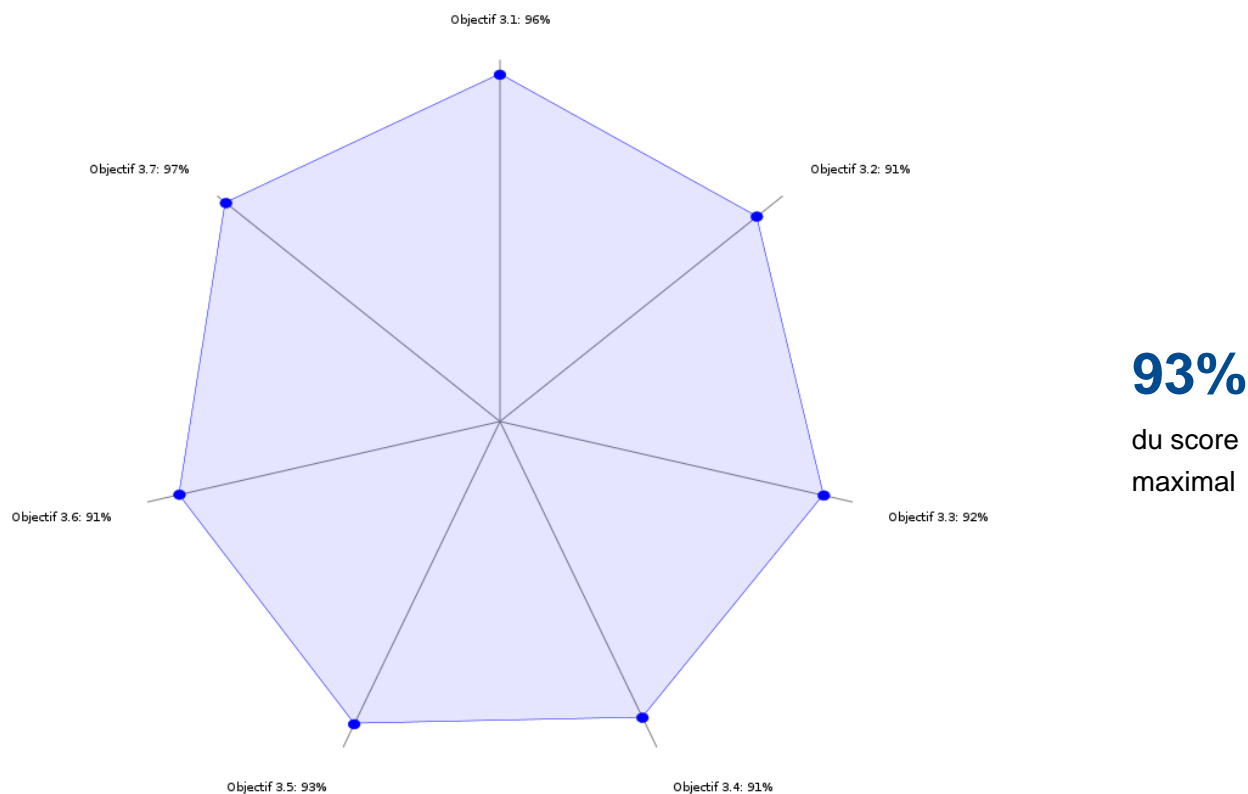 Objectif 3.1: 96%
Objectif 3.7: 97%
Objectif 3.2: 91%
93%
du score
maximal
Objectif 3.6: 91%
Objectif 3.3: 92%
Objectif 3.5: 93%
Objectif 3.4: 91%